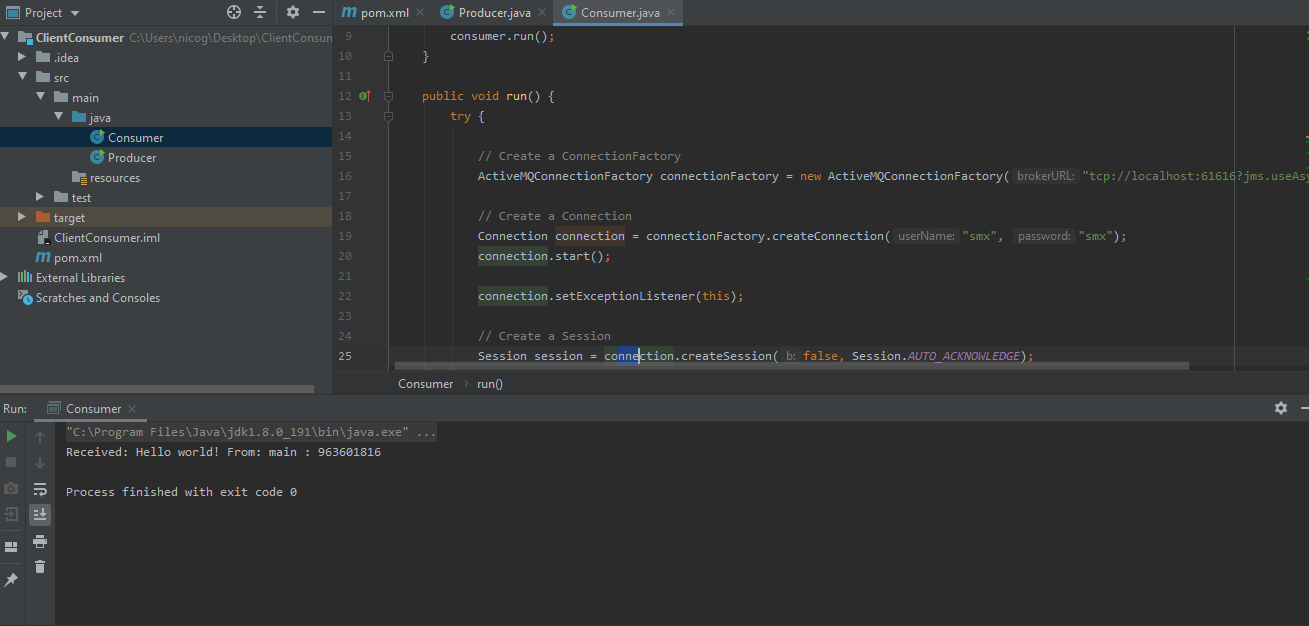 Project
pom.xml
Producer.java
Consumer.java
ClientConsumer C:\Users\nicog\Desktop\ClientConsun
.idea
src
main
java
Consumer
Producer
resources
test
target
ClientConsumer.iml
pom.xml
External Libraries
Scratches and Consoles
9 consumer.run();
10 }
11
12 public void run() {
13 try {
14
15 // Create a ConnectionFactory
16 ActiveMQConnectionFactory connectionFactory = new ActiveMQConnectionFactory( brokerURL: "tcp://localhost:61616?jms.useAsy
17
18 // Create a Connection
19 Connection connection = connectionFactory.createConnection( userName: "smx", password: "smx");
20 connection.start();
21
22 connection.setExceptionListener(this);
23
24 // Create a Session
25 Session session = connection.createSession( b: false, Session.AUTO_ACKNOWLEDGE);
Consumer › run()
Run: Consumer
"C:\Program Files\Java\jdk1.8.0_191\bin\java.exe" ...
Received: Hello world! From: main : 963601816
Process finished with exit code 0